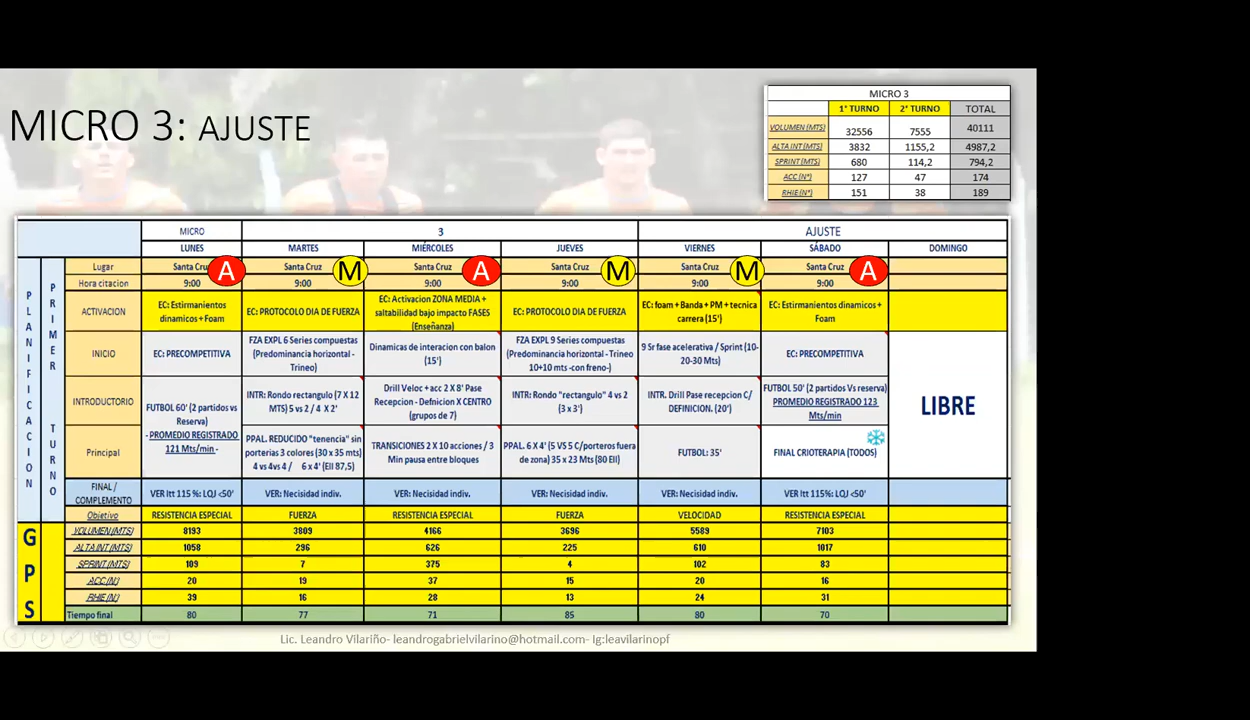 MICRO 3: AJUSTE
MICRO 3
1° TURNO 2° TURNO TOTAL
VOLUMEN (MTS) 32556 7555 40111
ALTA INT (MTS) 3832 1155,2 4987,2
SPRINT (MTS) 680 114,2 794,2
ACC (N°) 127 47 174
RHIE (N°) 151 38 189
MICRO 3 AJUSTE
LUNES MARTES MIÉRCOLES JUEVES VIERNES SÁBADO DOMINGO
PLANIFICACION
PRIMER TURNO
Lugar Santa Cruz A Santa Cruz M Santa Cruz A Santa Cruz M Santa Cruz M Santa Cruz A
Hora citacion 9:00 9:00 9:00 9:00 9:00 9:00
ACTIVACION
EC: Estirmanientos
dinamicos + Foam
EC: PROTOCOLO DIA DE FUERZA
EC: Activacion ZONA MEDIA +
saltabilidad bajo impacto FASES
(Enseñanza)
EC: PROTOCOLO DIA DE FUERZA
EC: foam + Banda + PM + tecnica
carrera (15')
EC: Estirmanientos dinamicos +
Foam
INICIO
EC: PRECOMPETITIVA
FZA EXPL 6 Series compuestas
(Predominancia horizontal -
Trineo)
Dinamicas de interacion con balon
(15')
FZA EXPL 9 Series compuestas
(Predominancia horizontal - Trineo
10+10 mts -con freno-)
9 Sr fase acelerativa / Sprint (10-
20-30 Mts)
EC: PRECOMPETITIVA
LIBRE
INTRODUCTORIO
FUTBOL 60' (2 partidos vs
Reserva)
- PROMEDIO REGISTRADO
121 Mts/min -
INTR: Rondo rectangulo (7 X 12
MTS) 5 vs 2 / 4 X 2'
Drill Veloc + acc 2 X 8' Pase
Recepcion - Defnicion X CENTRO
(grupos de 7)
INTR: Rondo "rectangulo" 4 vs 2
(3 x 3')
INTR. Drill Pase recepcion C/
DEFINICION. (20')
FUTBOL 50' (2 partidos Vs reserva)
PROMEDIO REGISTRADO 123
Mts/min
Principal
PPAL. REDUCIDO "tenencia" sin
porterias 3 colores (30 x 35 mts)
4 vs 4vs 4 / 6 x 4' (EII 87,5)
TRANSICIONES 2 X 10 acciones / 3
Min pausa entre bloques
PPAL. 6 X 4' (5 VS 5 C/porteros fuera
de zona) 35 x 23 Mts (80 EII)
FUTBOL: 35'
FINAL CRIOTERAPIA (TODOS)
FINAL /
COMPLEMENTO
VER Itt 115 %: LQJ <50' VER: Necisidad indiv. VER: Necisidad indiv. VER: Necisidad indiv. VER: Necisidad indiv. VER Itt 115%: LQJ <50'
Objetivo RESISTENCIA ESPECIAL FUERZA RESISTENCIA ESPECIAL FUERZA VELOCIDAD RESISTENCIA ESPECIAL
GPS
VOLUMEN (MTS) 8193 3809 4166 3696 5589 7103
ALTA INT (MTS) 1058 296 626 225 610 1017
SPRINT (MTS) 109 7 375 4 102 83
ACC (N) 20 19 37 15 20 16
RHIE (N) 39 16 28 13 24 31
Tiempo final 80 77 71 85 80 70
Lic. Leandro Vilariño- leandrogabrielvilarino@hotmail.com- Ig:leavilarinopf